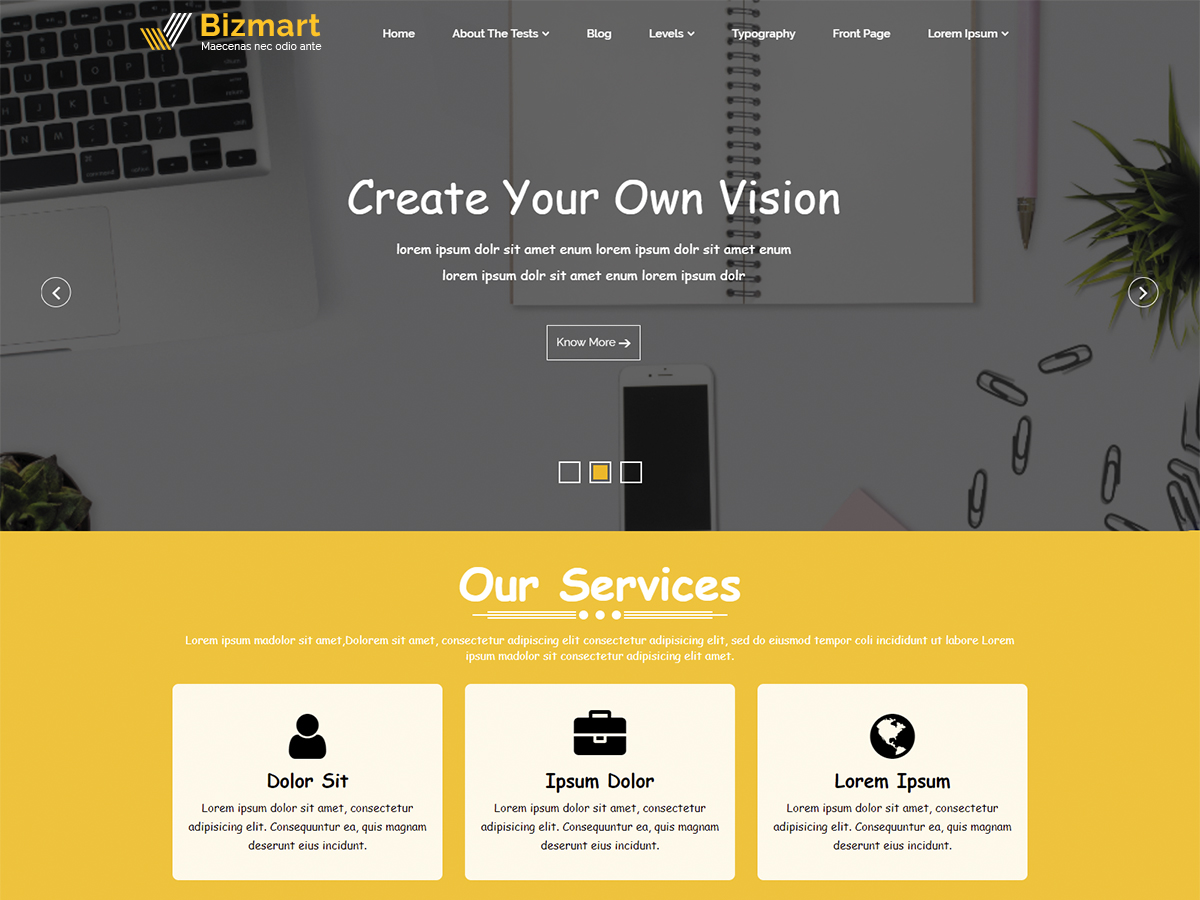 Bizmart
Maecenas nec odio ante
Home About The Tests Blog Levels Typography Front Page Lorem Ipsum
Create Your Own Vision
lorem ipsum dolr sit amet enum lorem ipsum dolr sit amet enum
lorem ipsum dolr sit amet enum lorem ipsum dolr
Know More
Our Services
Lorem ipsum madolor sit amet,Dolorem sit amet, consectetur adipiscing elit consectetur adipisicing elit, sed do eiusmod tempor coli incididunt ut labore Lorem
ipsum madolor sit consectetur adipisicing elit amet.
Dolor Sit
Lorem ipsum dolor sit amet, consectetur
adipisicing elit. Consequuntur ea, quis magnam
deserunt eius incidunt.
Ipsum Dolor
Lorem ipsum dolor sit amet, consectetur
adipisicing elit. Consequuntur ea, quis magnam
deserunt eius incidunt.
Lorem Ipsum
Lorem ipsum dolor sit amet, consectetur
adipisicing elit. Consequuntur ea, quis magnam
deserunt eius incidunt.